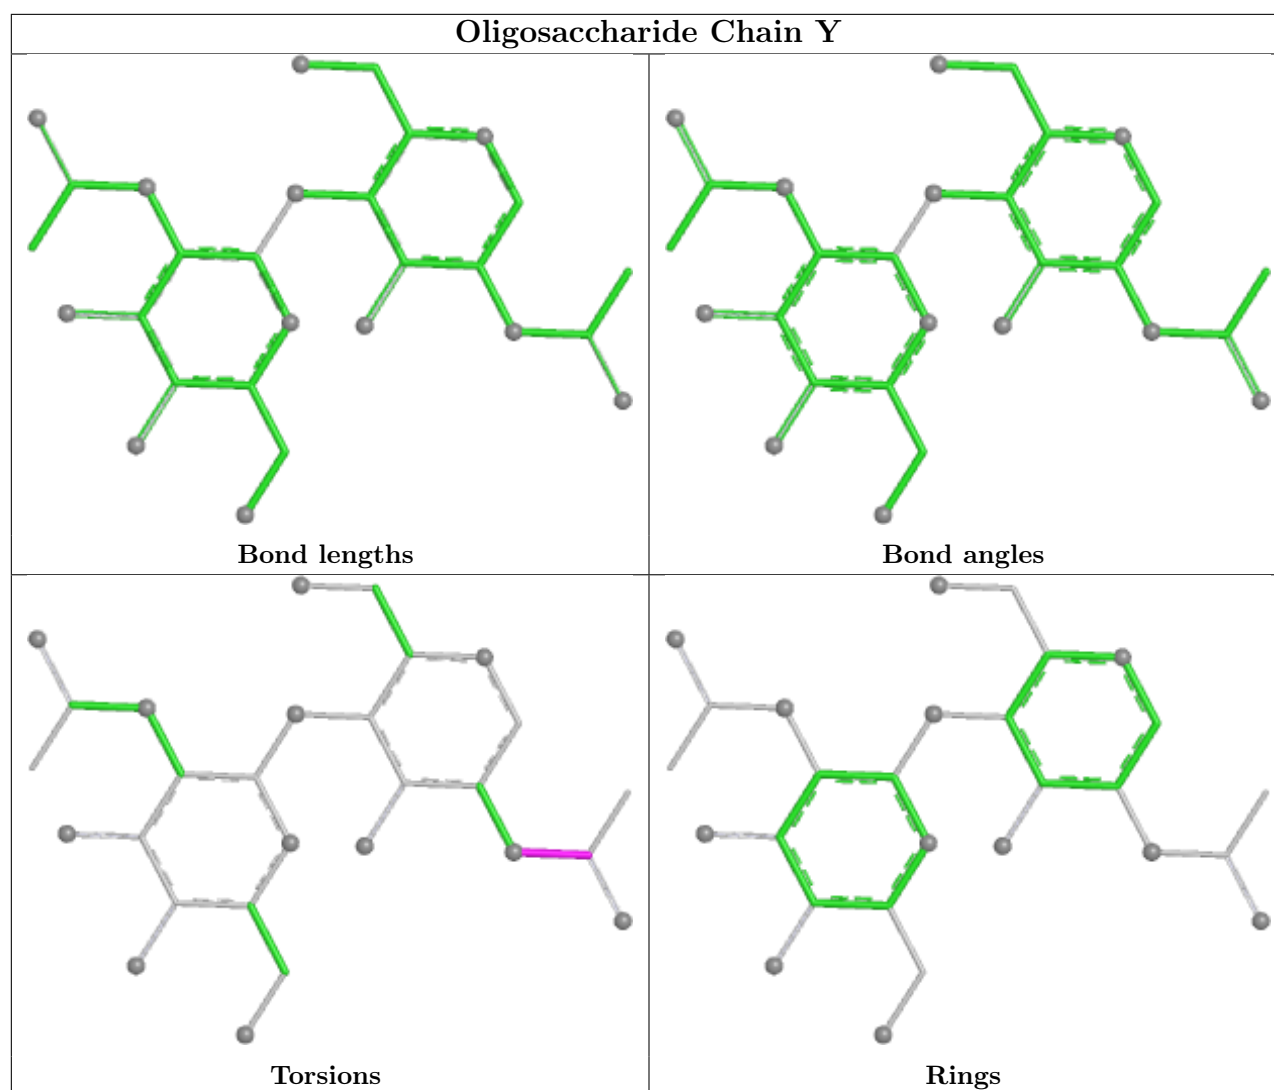 Oligosaccharide Chain Y
Bond lengths
Bond angles
Torsions
Rings